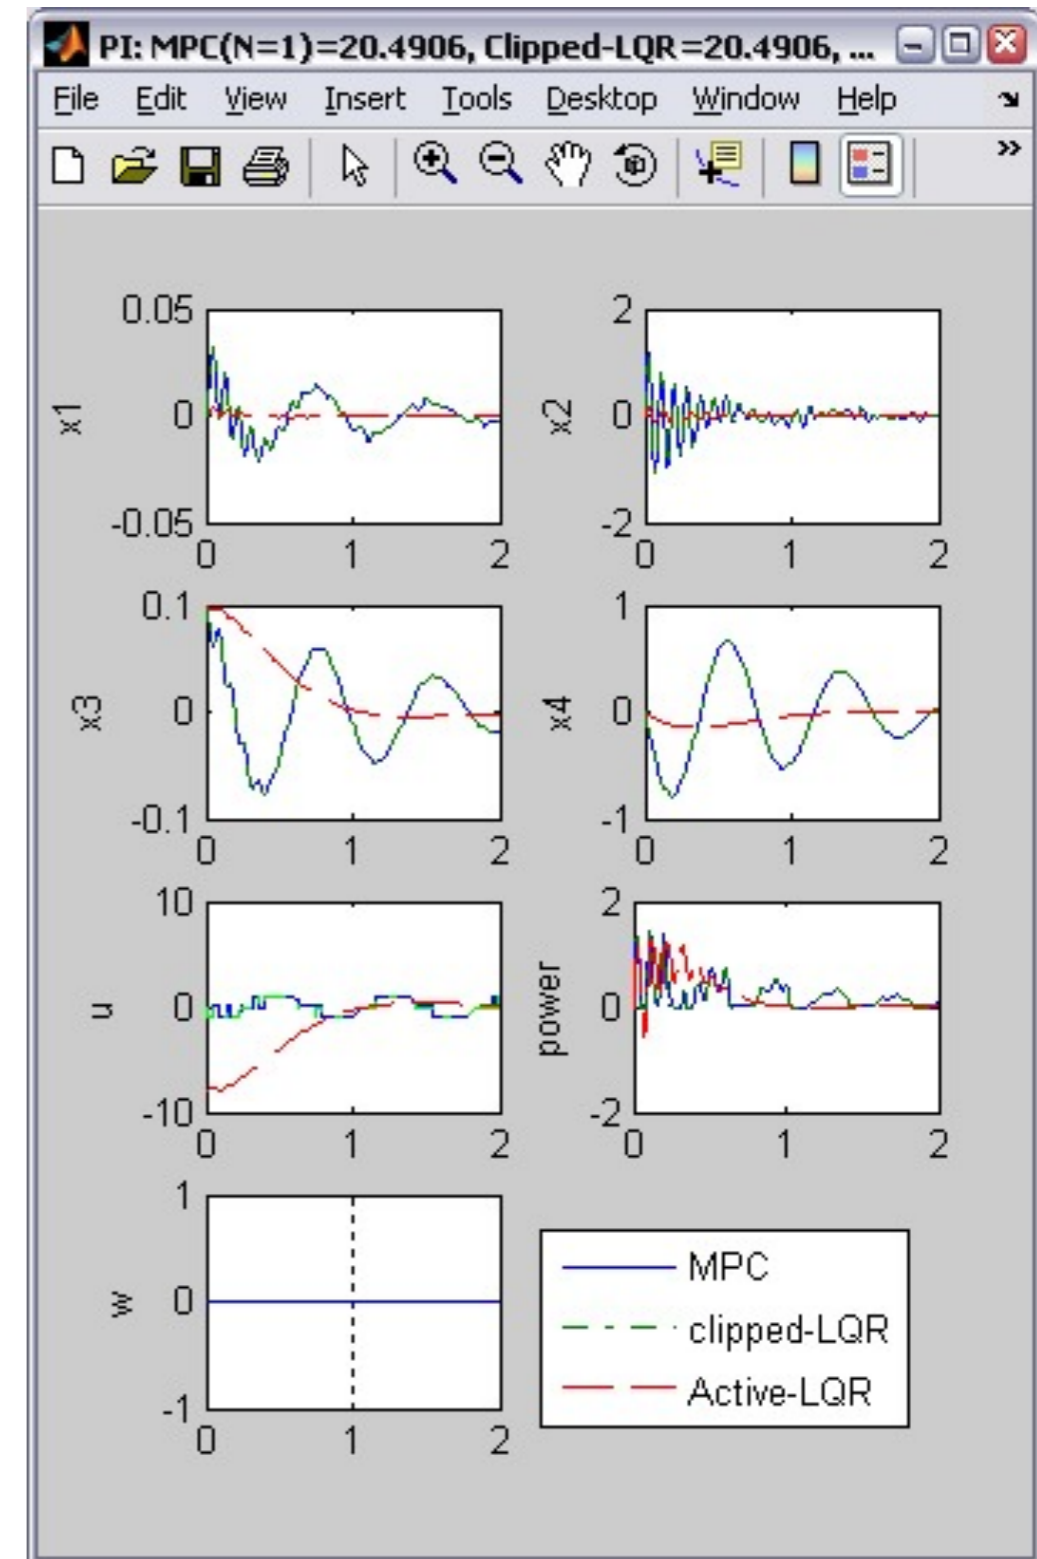 PI: MPC(N=1)=20.4906, Clipped-LQR=20.4906, ...
File Edit View Insert Tools Desktop Window Help
0.05
0
-0.05
x1
0 1 2
2
0
-2
x2
0 1 2
0.1
0
-0.1
x3
0 1 2
1
0
-1
x4
0 1 2
10
0
-10
u
0 1 2
2
0
-2
power
0 1 2
1
0
-1
w
0 1 2
MPC
clipped-LQR
Active-LQR